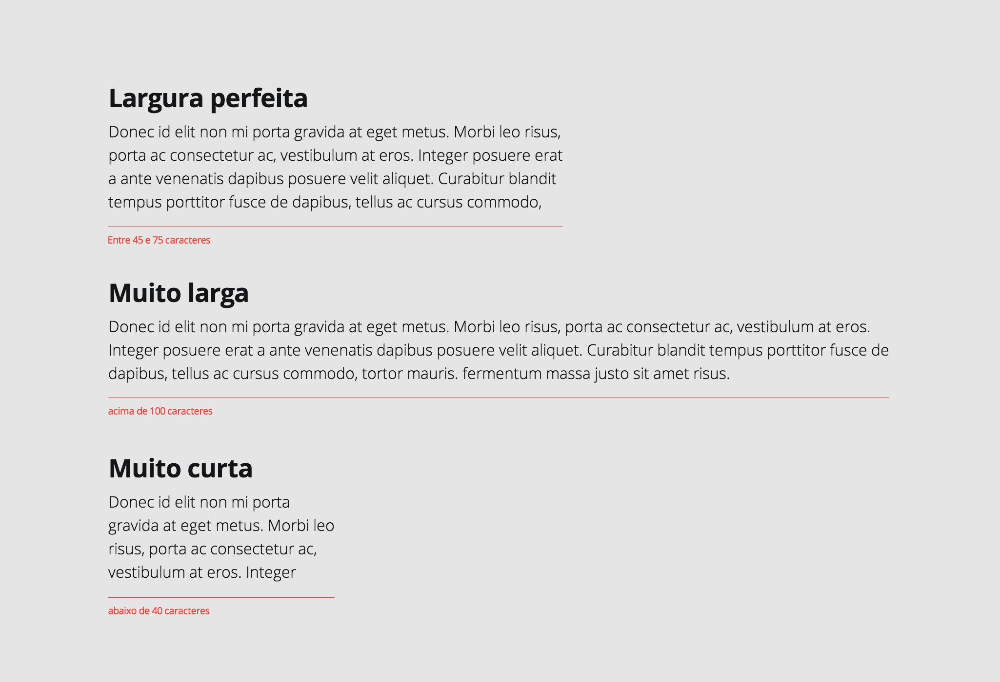 Largura perfeita
Donec id elit non mi porta gravida at eget metus. Morbi leo risus,
porta ac consectetur ac, vestibulum at eros. Integer posuere erat
a ante venenatis dapibus posuere velit aliquet. Curabitur blandit
tempus porttitor fusce de dapibus, tellus ac cursus commodo,
Entre 45 e 75 caracteres
Muito larga
Donec id elit non mi porta gravida at eget metus. Morbi leo risus, porta ac consectetur ac, vestibulum at eros.
Integer posuere erat a ante venenatis dapibus posuere velit aliquet. Curabitur blandit tempus porttitor fusce de
dapibus, tellus ac cursus commodo, tortor mauris. fermentum massa justo sit amet risus.
acima de 100 caracteres
Muito curta
Donec id elit non mi porta
gravida at eget metus. Morbi leo
risus, porta ac consectetur ac,
vestibulum at eros. Integer
abaixo de 40 caracteres